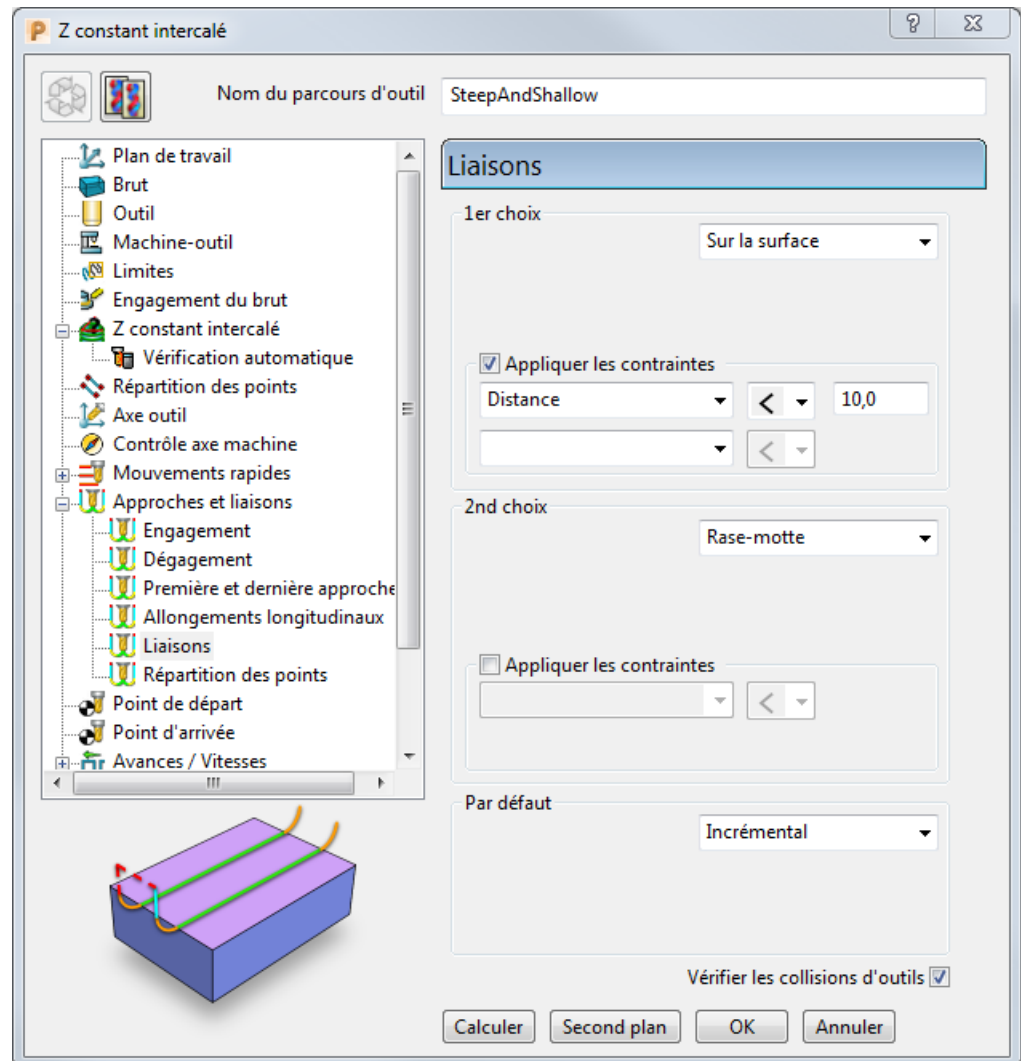 Z constant intercalé
Nom du parcours d'outil SteepAndShallow
Plan de travail
Brut
Outil
Machine-outil
Limites
Engagement du brut
Z constant intercalé
Vérification automatique
Répartition des points
Axe outil
Contrôle axe machine
Mouvements rapides
Approches et liaisons
Engagement
Dégagement
Première et dernière approche
Allongements longitudinaux
Liaisons
Répartition des points
Point de départ
Point d'arrivée
Avances / Vitesses
Liaisons
1er choix
Sur la surface
Appliquer les contraintes
Distance < 10,0
<
2nd choix
Rase-motte
Appliquer les contraintes
<
Par défaut
Incrémental
Vérifier les collisions d'outils
Calculer Second plan OK Annuler